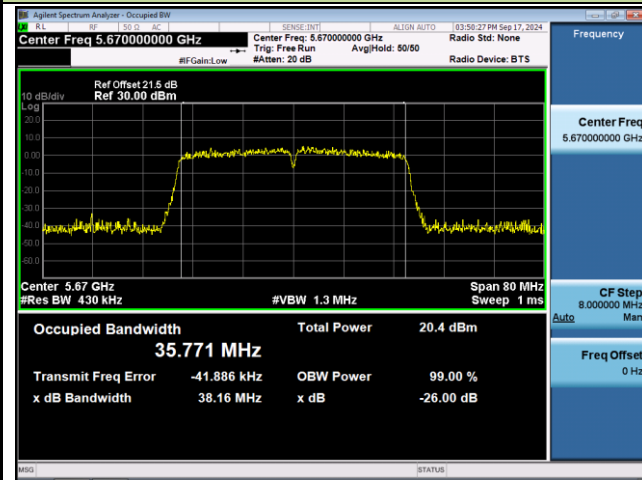 Agilent Spectrum Analyzer - Occupied BW
RL RF 50 Ω AC SENSE:INT ALIGN AUTO 03:50:27 PM Sep 17, 2024
Center Freq 5.670000000 GHz
Center Freq: 5.670000000 GHz
Radio Std: None
Trig: Free Run Avg|Hold: 50/50
#IFGain:Low #Atten: 20 dB Radio Device: BTS
Ref Offset 21.5 dB
10 dB/div Ref 30.00 dBm
Log
20.0
10.0
0.00
-10.0
-20.0
-30.0
-40.0
-50.0
-60.0
Center 5.67 GHz Span 80 MHz
#Res BW 430 kHz #VBW 1.3 MHz Sweep 1 ms
Occupied Bandwidth Total Power 20.4 dBm
35.771 MHz
Transmit Freq Error -41.886 kHz OBW Power 99.00 %
x dB Bandwidth 38.16 MHz x dB -26.00 dB
MSG STATUS
Frequency
Center Freq
5.670000000 GHz
CF Step
8.000000 MHz
Auto Man
Freq Offset
0 Hz